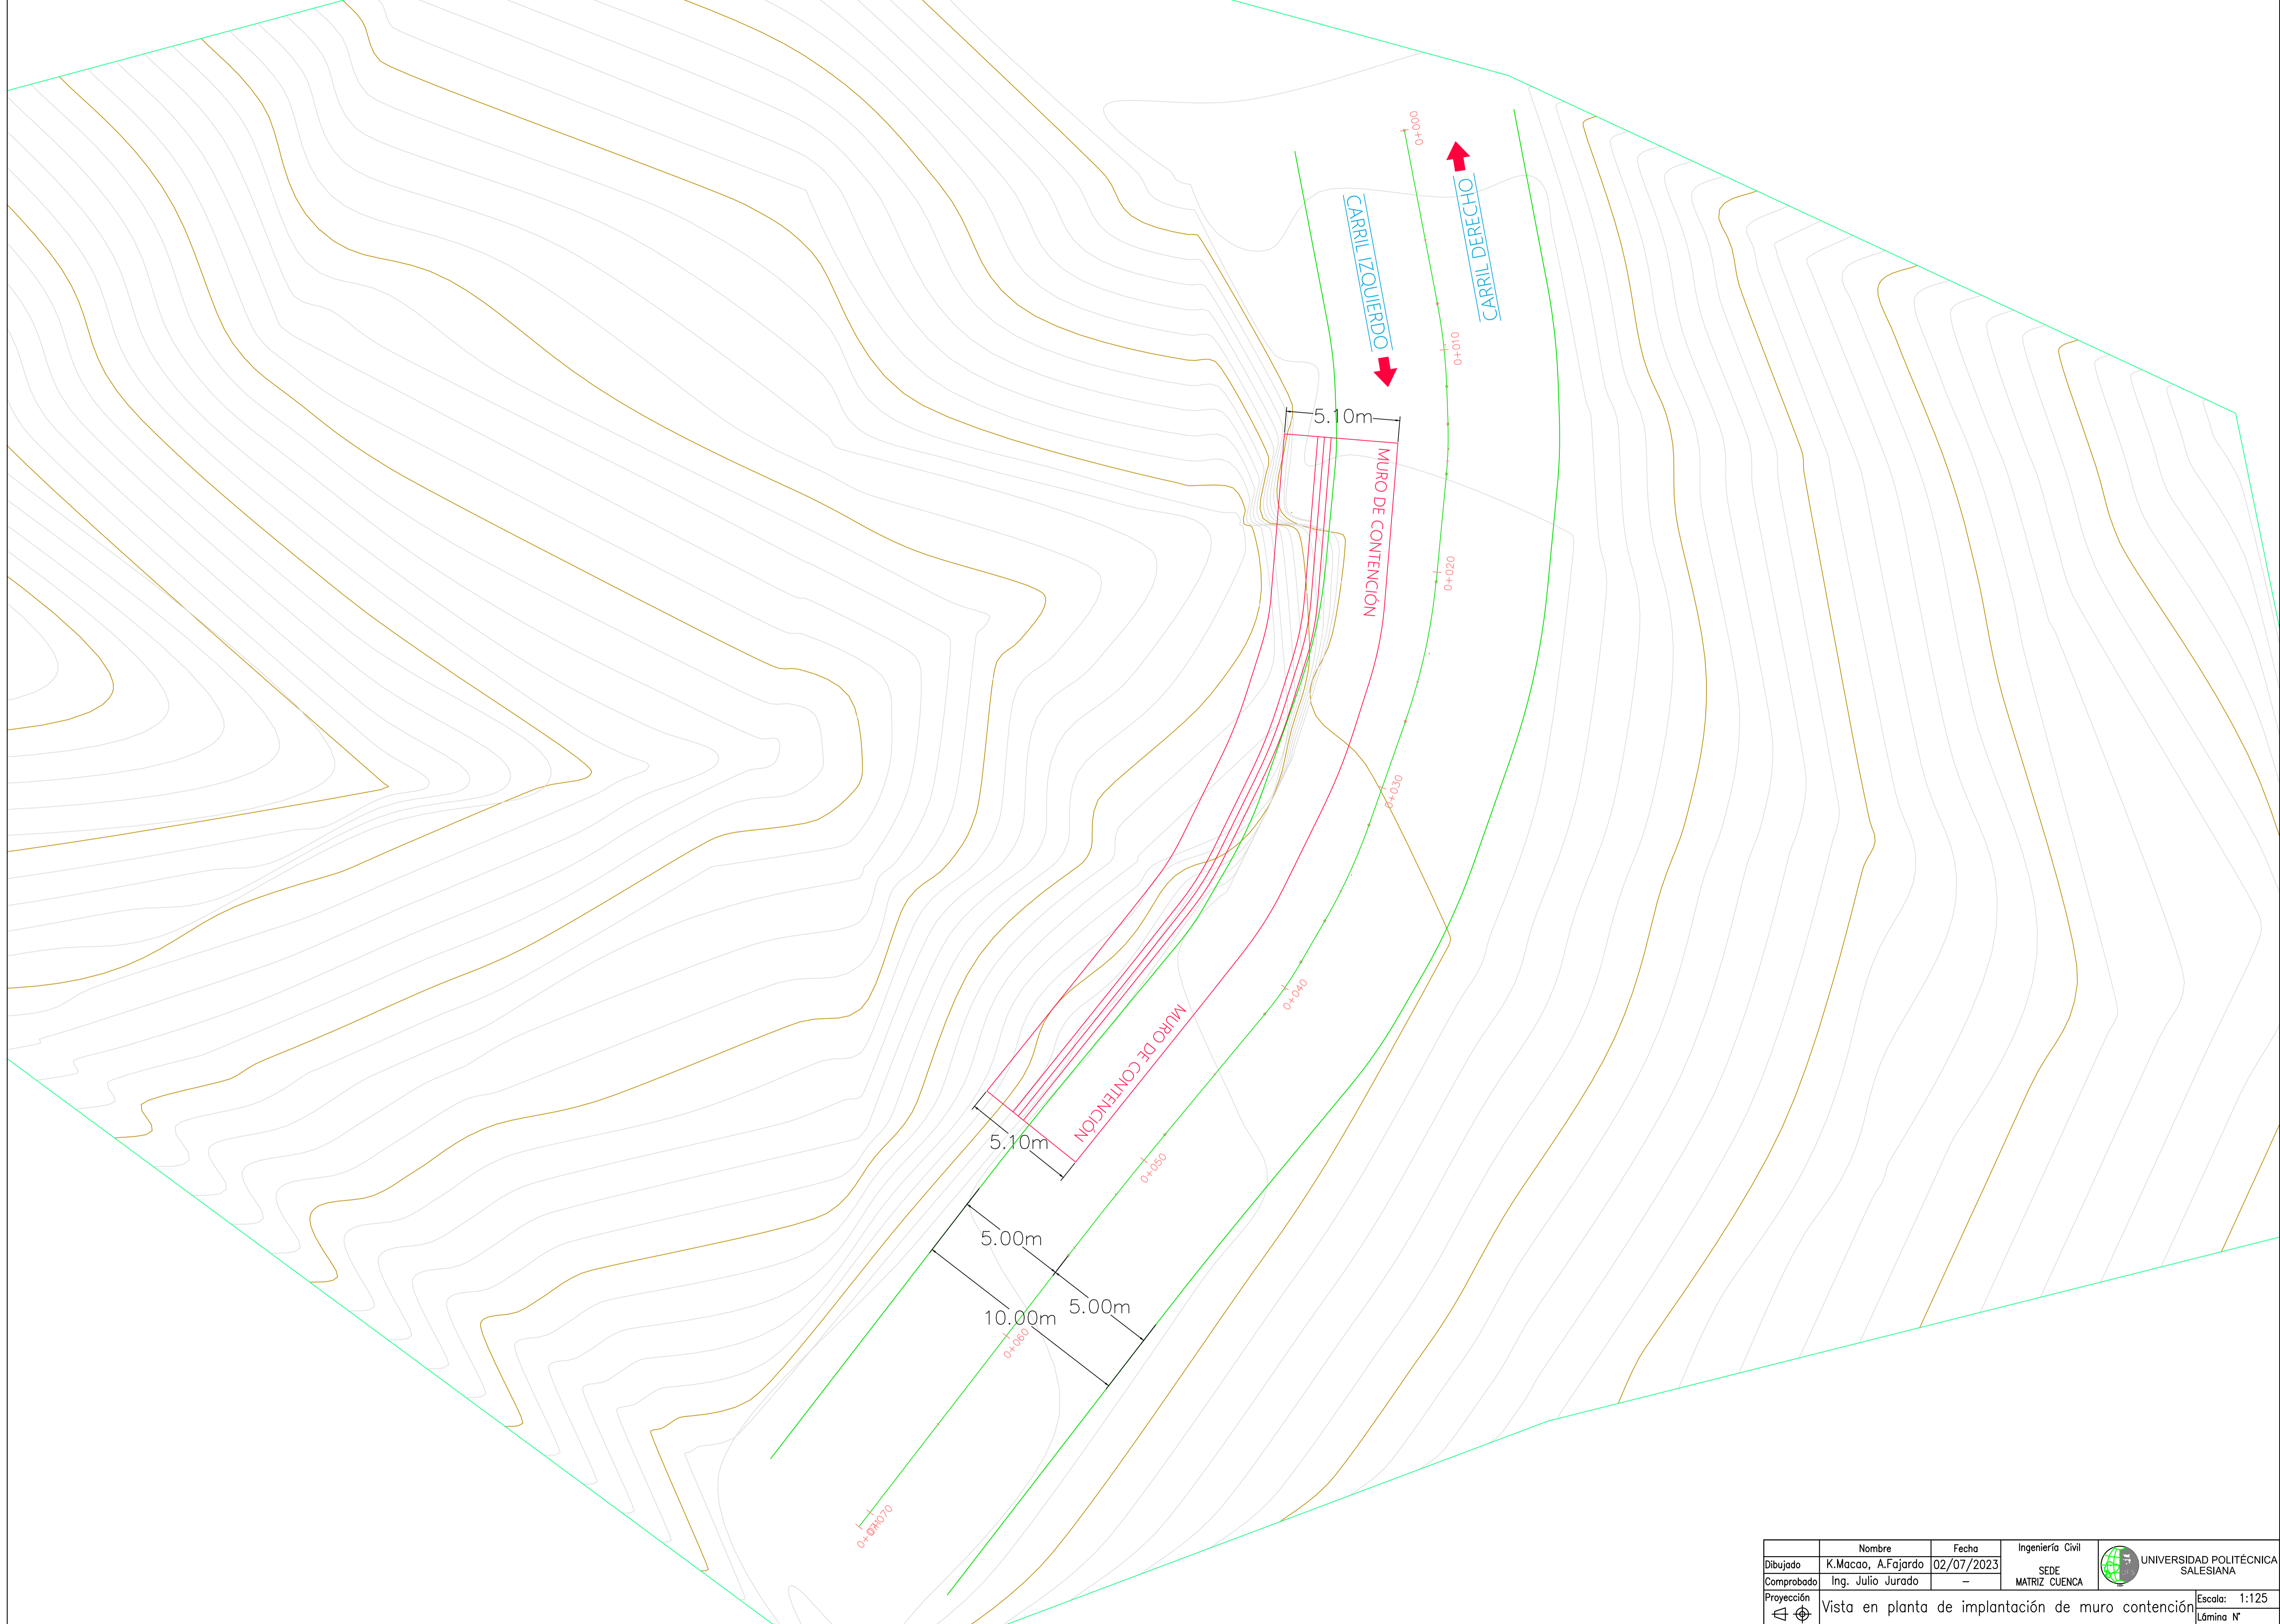 0+000
CARRIL DERECHO
CARRIL IZQUIERDO
0+010
5.10m
MURO DE CONTENCIÓN
0+020
0+030
0+040
MURO DE CONTENCIÓN
5.10m
0+050
5.00m
5.00m
10.00m
0+060
0+070
0+071
Nombre
Fecha
Ingeniería Civil
Dibujado
K.Macao, A.Fajardo
02/07/2023
SEDE
MATRIZ CUENCA
UNIVERSIDAD POLITÉCNICA
SALESIANA
Comprobado
Ing. Julio Jurado
–
Proyección
Vista en planta de implantación de muro contención
Escala: 1:125
Lámina N°